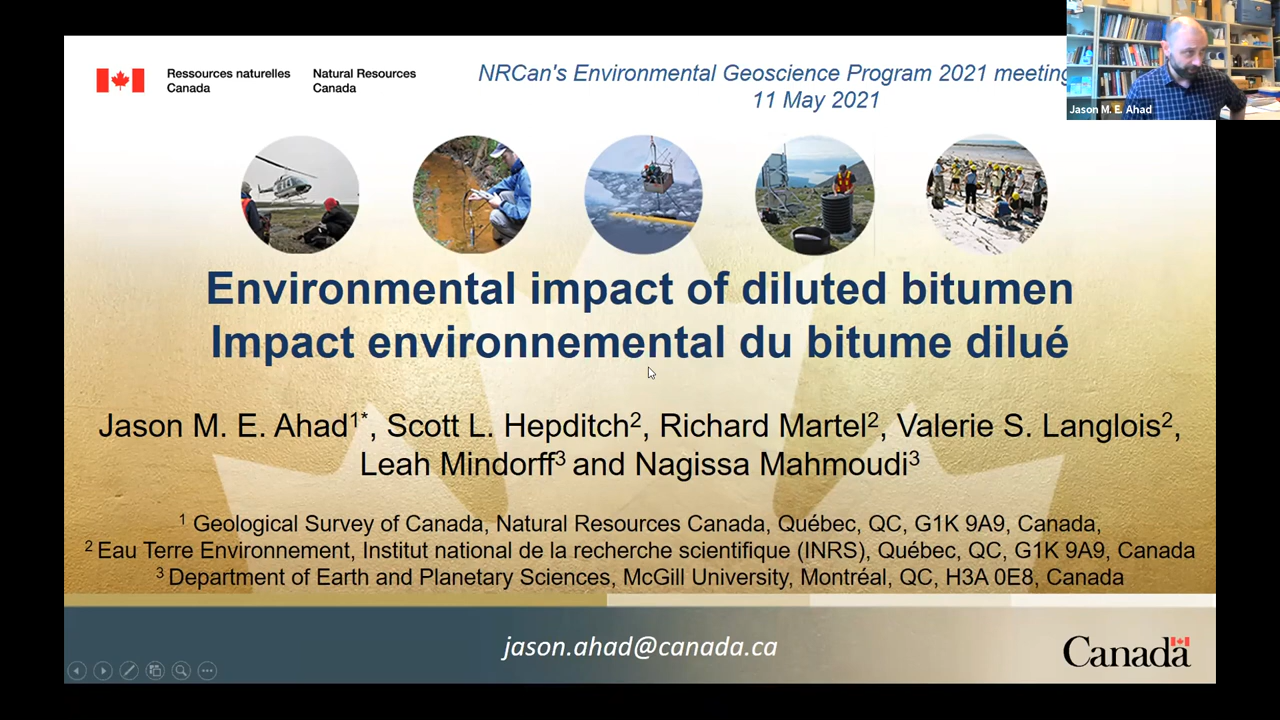 Ressources naturelles
Canada
Natural Resources
Canada
NRCan's Environmental Geoscience Program 2021 meeting
11 May 2021
Jason M. E. Ahad
Environmental impact of diluted bitumen
Impact environnemental du bitume dilué
Jason M. E. Ahad¹*, Scott L. Hepditch², Richard Martel², Valerie S. Langlois²,
Leah Mindorff³ and Nagissa Mahmoudi³
¹ Geological Survey of Canada, Natural Resources Canada, Québec, QC, G1K 9A9, Canada,
² Eau Terre Environnement, Institut national de la recherche scientifique (INRS), Québec, QC, G1K 9A9, Canada
³ Department of Earth and Planetary Sciences, McGill University, Montréal, QC, H3A 0E8, Canada
jason.ahad@canada.ca
Canada